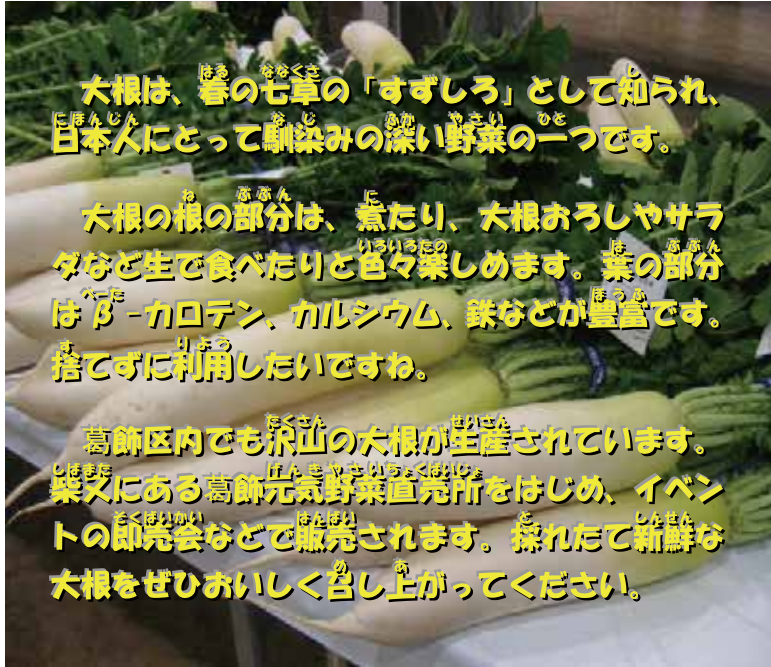 大根は、春の七草の「すずしろ」として知られ、
日本人にとって馴染みの深い野菜の一つです。
大根の根の部分は、煮たり、大根おろしやサラ
ダなど生で食べたりと色々楽しめます。葉の部分
はβ-カロテン、カルシウム、鉄などが豊富です。
捨てずに利用したいですね。
葛飾区内でも沢山の大根が生産されています。
柴又にある葛飾元気野菜直売所をはじめ、イベン
トの即売会などで販売されます。採れたて新鮮な
大根をぜひおいしく召し上がってください。